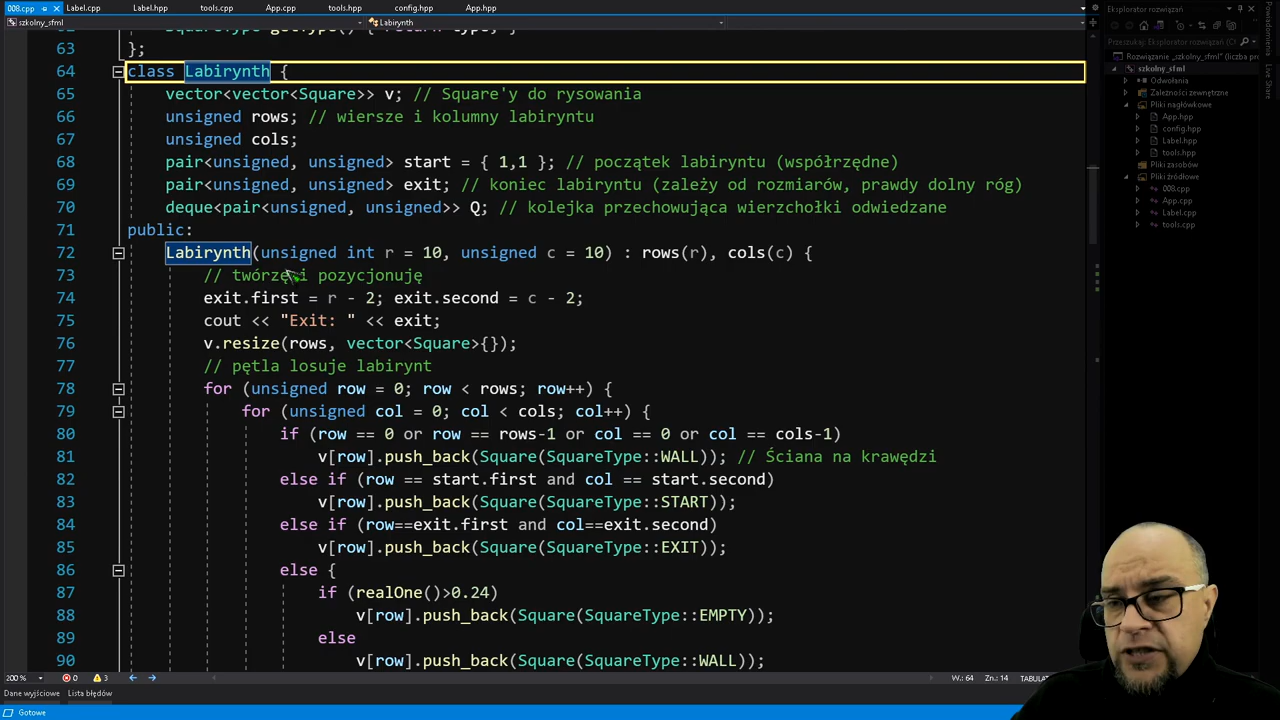 008.cpp Label.cpp Label.hpp tools.cpp App.cpp tools.hpp config.hpp App.hpp
szkolny_sfml Labirynth
63 };
64 class Labirynth {
65 vector<vector<Square>> v; // Square'y do rysowania
66 unsigned rows; // wiersze i kolumny labiryntu
67 unsigned cols;
68 pair<unsigned, unsigned> start = { 1,1 }; // początek labiryntu (współrzędne)
69 pair<unsigned, unsigned> exit; // koniec labiryntu (zależy od rozmiarów, prawdy dolny róg)
70 deque<pair<unsigned, unsigned>> Q; // kolejka przechowująca wierzchołki odwiedzane
71 public:
72 Labirynth(unsigned int r = 10, unsigned c = 10) : rows(r), cols(c) {
73 // twórzę i pozycjonuję
74 exit.first = r - 2; exit.second = c - 2;
75 cout << "Exit: " << exit;
76 v.resize(rows, vector<Square>{});
77 // pętla losuje labirynt
78 for (unsigned row = 0; row < rows; row++) {
79 for (unsigned col = 0; col < cols; col++) {
80 if (row == 0 or row == rows-1 or col == 0 or col == cols-1)
81 v[row].push_back(Square(SquareType::WALL)); // Ściana na krawędzi
82 else if (row == start.first and col == start.second)
83 v[row].push_back(Square(SquareType::START));
84 else if (row==exit.first and col==exit.second)
85 v[row].push_back(Square(SquareType::EXIT));
86 else {
87 if (realOne()>0.24)
88 v[row].push_back(Square(SquareType::EMPTY));
89 else
90 v[row].push_back(Square(SquareType::WALL));
200 % 0 3 W.: 64 Zn.: 14
Dane wyjściowe Lista błędów
Gotowe
Eksplorator rozwiązań
Przeszukaj: Eksplorator rozwiązań
Rozwiązanie „szkolny_sfml" (liczba
szkolny_sfml
Odwołania
Zależności zewnętrzne
Pliki nagłówkowe
App.hpp
config.hpp
Label.hpp
tools.hpp
Pliki zasobów
Pliki źródłowe
008.cpp
App.cpp
Label.cpp
tools.cpp
Powiadomienia
Live Share